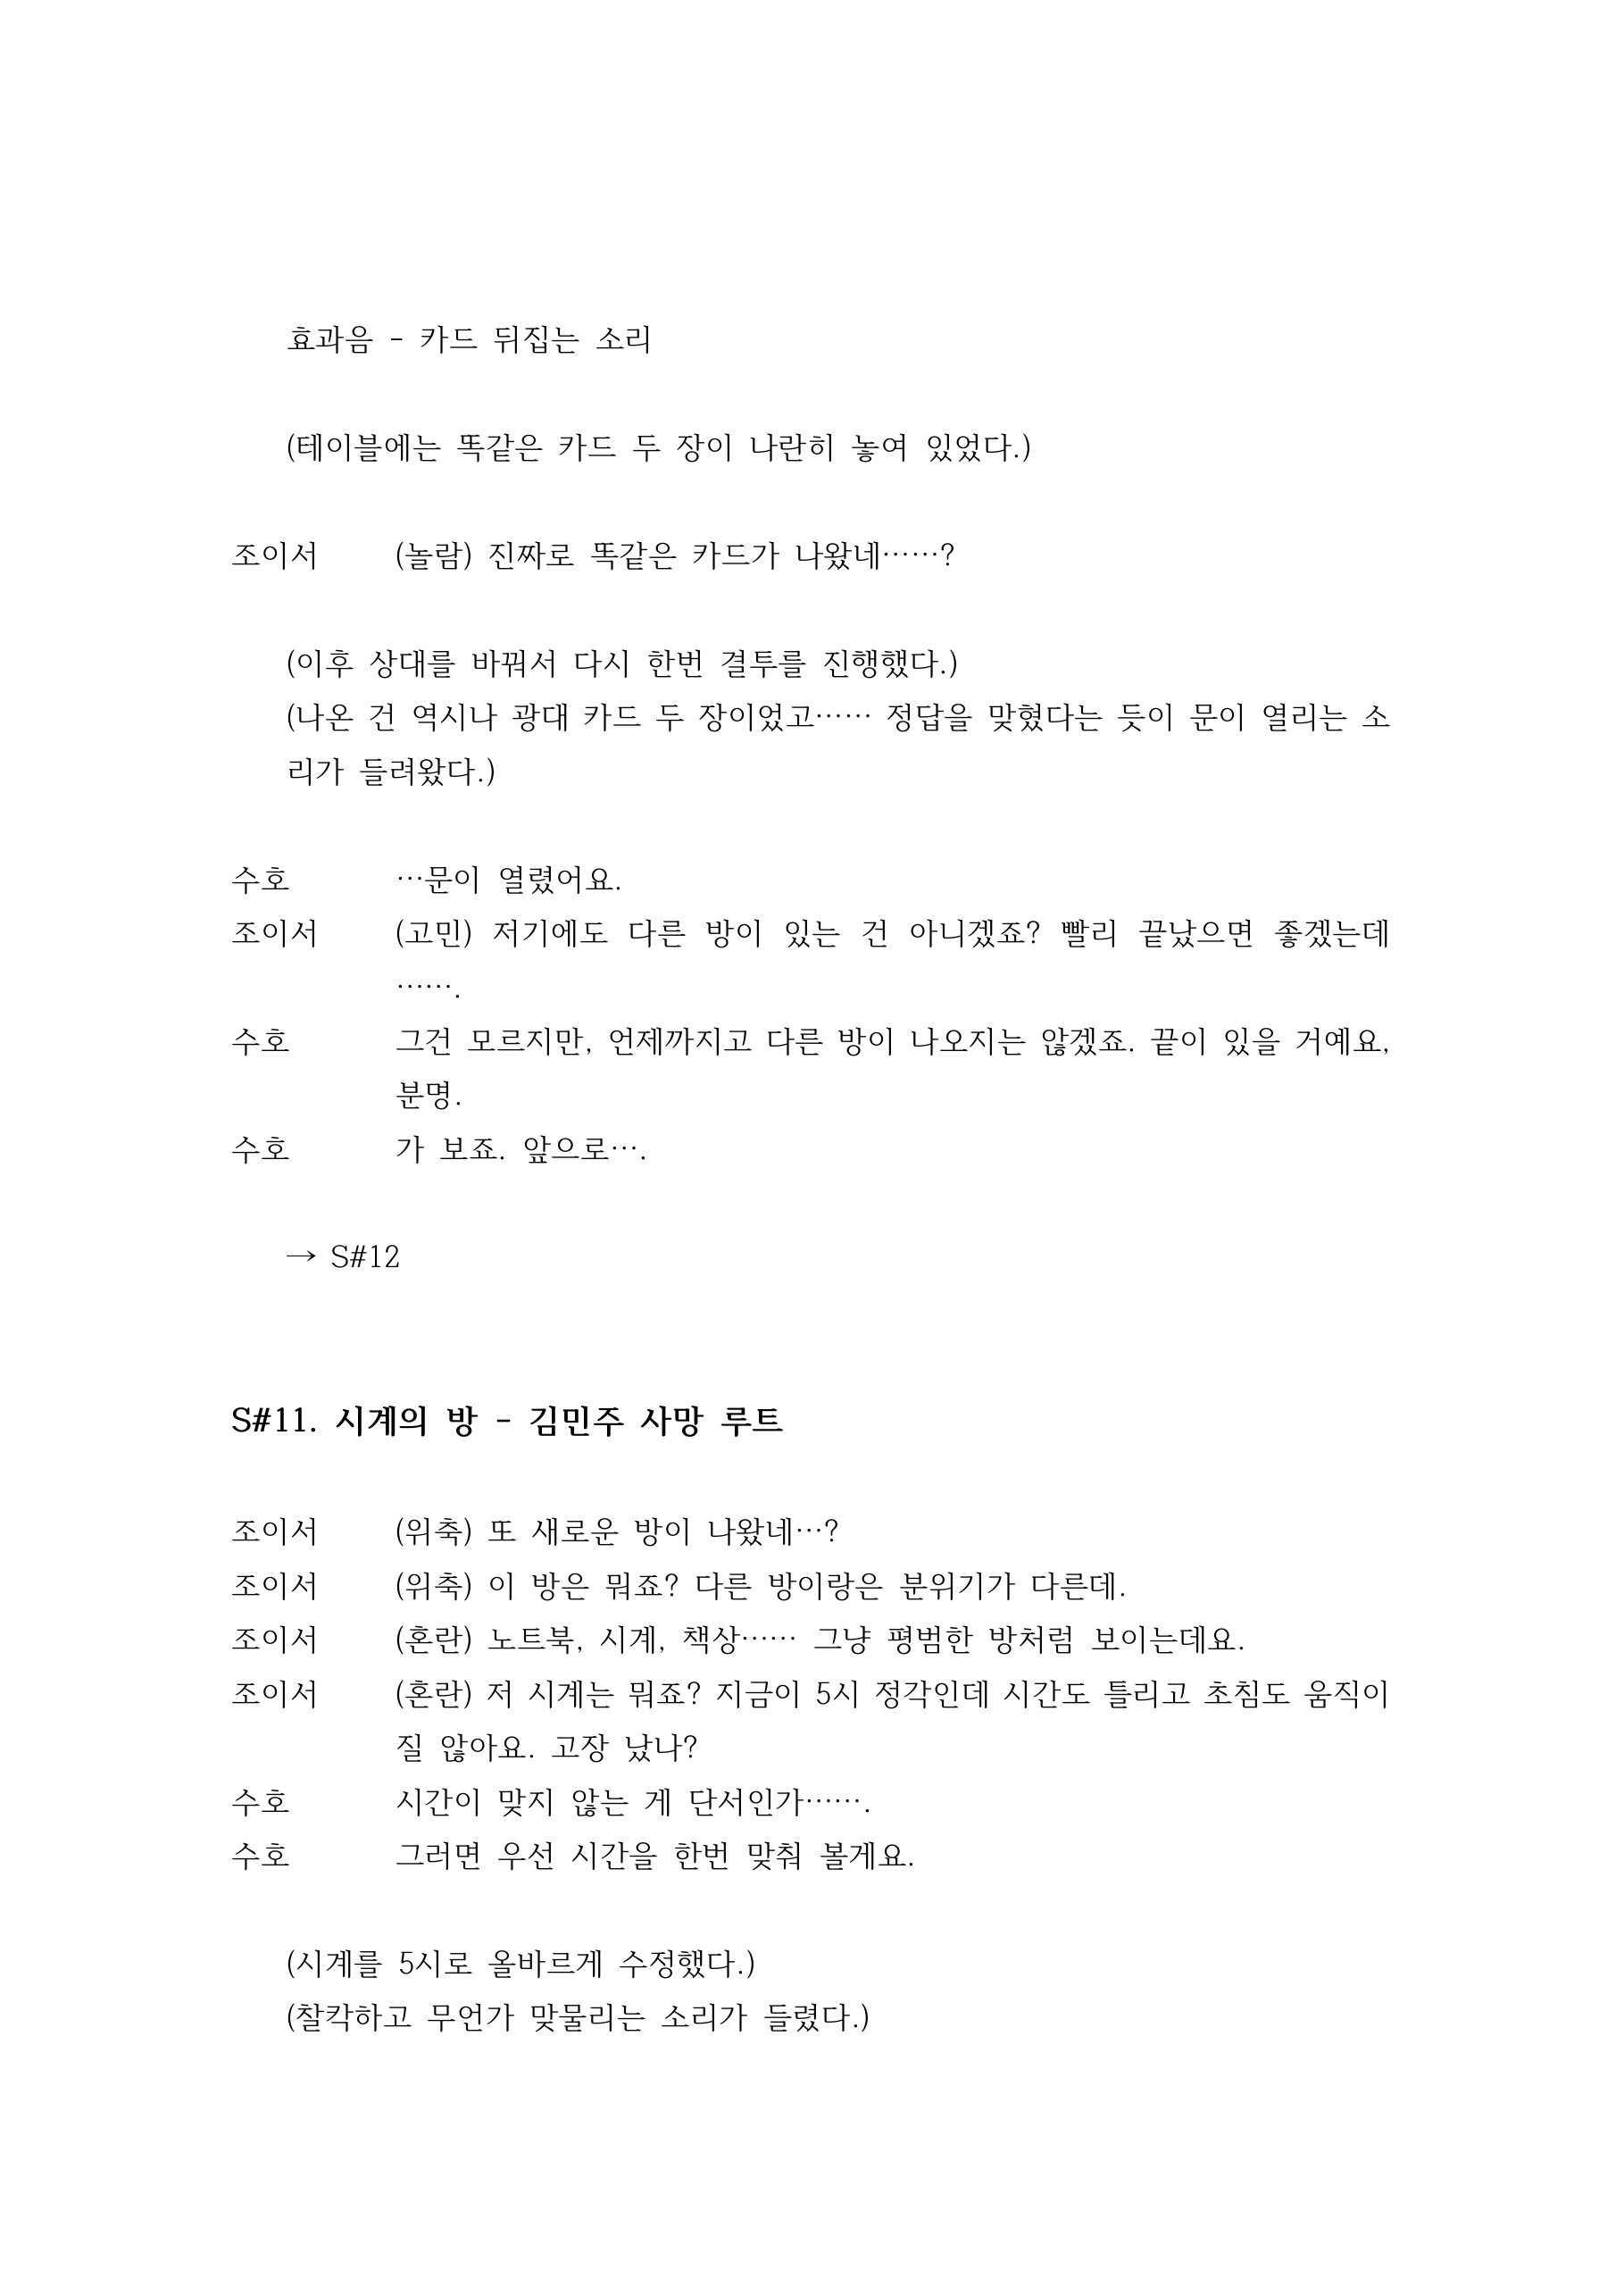 효과음 - 카드 뒤집는 소리
(테이블에는 똑같은 카드 두 장이 나란히 놓여 있었다.)
조이서 (놀람) 진짜로 똑같은 카드가 나왔네……?
(이후 상대를 바꿔서 다시 한번 결투를 진행했다.)
(나온 건 역시나 광대 카드 두 장이었고…… 정답을 맞혔다는 듯이 문이 열리는 소
리가 들려왔다.)
수호 …문이 열렸어요.
조이서 (고민) 저기에도 다른 방이 있는 건 아니겠죠? 빨리 끝났으면 좋겠는데
…….
수호 그건 모르지만, 언제까지고 다른 방이 나오지는 않겠죠. 끝이 있을 거예요,
분명.
수호 가 보죠. 앞으로….
→ S#12
S#11. 시계의 방 - 김민주 사망 루트
조이서 (위축) 또 새로운 방이 나왔네…?
조이서 (위축) 이 방은 뭐죠? 다른 방이랑은 분위기가 다른데.
조이서 (혼란) 노트북, 시계, 책상…… 그냥 평범한 방처럼 보이는데요.
조이서 (혼란) 저 시계는 뭐죠? 지금이 5시 정각인데 시간도 틀리고 초침도 움직이
질 않아요. 고장 났나?
수호 시간이 맞지 않는 게 단서인가…….
수호 그러면 우선 시간을 한번 맞춰 볼게요.
(시계를 5시로 올바르게 수정했다.)
(찰칵하고 무언가 맞물리는 소리가 들렸다.)